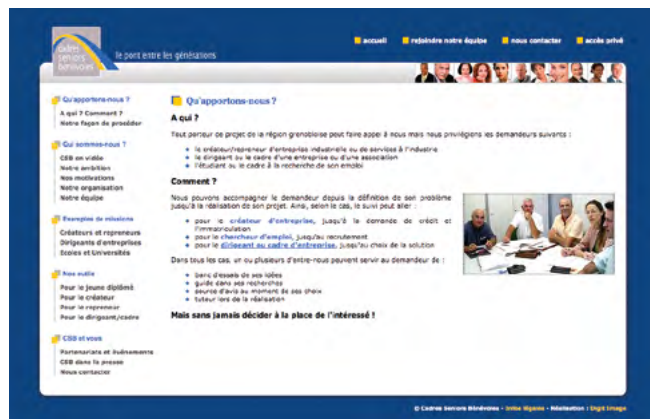 cadres
seniors
bénévoles
le pont entre les générations
accueil
rejoindre notre équipe
nous contacter
accès privé
Qu'apportons-nous ?
A qui ? Comment ?
Notre façon de procéder
Qui sommes-nous ?
CSB en vidéo
Notre ambition
Nos motivations
Notre organisation
Notre équipe
Exemples de missions
Créateurs et repreneurs
Dirigeants d'entreprises
Ecoles et Universités
Nos outils
Pour le jeune diplômé
Pour le créateur
Pour le repreneur
Pour le dirigeant/cadre
CSB et vous
Partenariats et événements
CSB dans la presse
Nous contacter
Qu'apportons-nous ?
A qui ?
Tout porteur de projet de la région grenobloise peut faire appel à nous mais nous privilégions les demandeurs suivants :
le créateur/repreneur d'entreprise industrielle ou de services à l'industrie
le dirigeant ou le cadre d'une entreprise ou d'une association
l'étudiant ou le cadre à la recherche de son emploi
Comment ?
Nous pouvons accompagner le demandeur depuis la définition de son problème
jusqu'à la réalisation de son projet. Ainsi, selon le cas, le suivi peut aller :
pour le créateur d'entreprise, jusqu'à la demande de crédit et
l'immatriculation
pour le chercheur d'emploi, jusqu'au recrutement
pour le dirigeant ou cadre d'entreprise, jusqu'au choix de la solution
Dans tous les cas, un ou plusieurs d'entre-nous peuvent servir au demandeur de :
banc d'essais de ses idées
guide dans ses recherches
source d'avis au moment de ses choix
tuteur lors de la réalisation
Mais sans jamais décider à la place de l'intéressé !
© Cadres Seniors Bénévoles - Infos légales - Réalisation : Digit Image